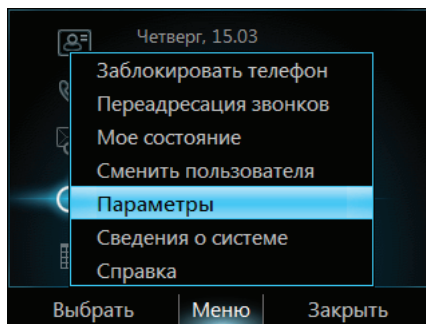 Четверг, 15.03
Заблокировать телефон
Переадресация звонков
Мое состояние
Сменить пользователя
Параметры
Сведения о системе
Справка
Выбрать Меню Закрыть